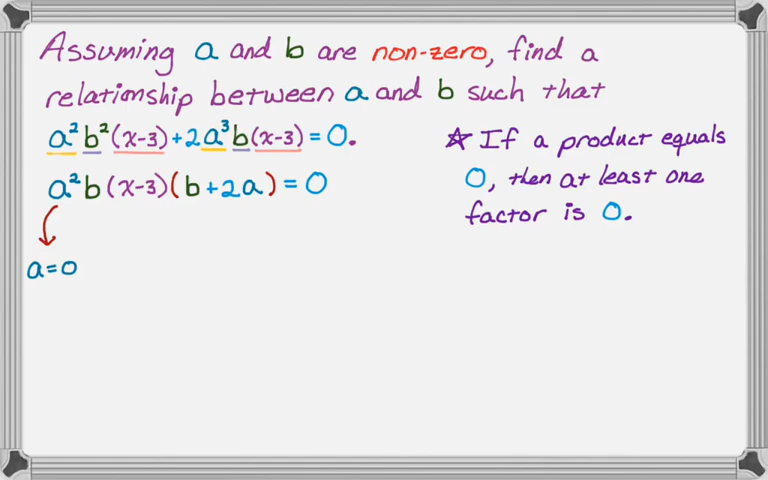 Assuming a and b are non-zero, find a
relationship between a and b such that
a²b²(x-3)+2a³b(x-3)=0.
a²b(x-3)(b+2a)=0
a=0
☆ If a product equals
0, then at least one
factor is 0.